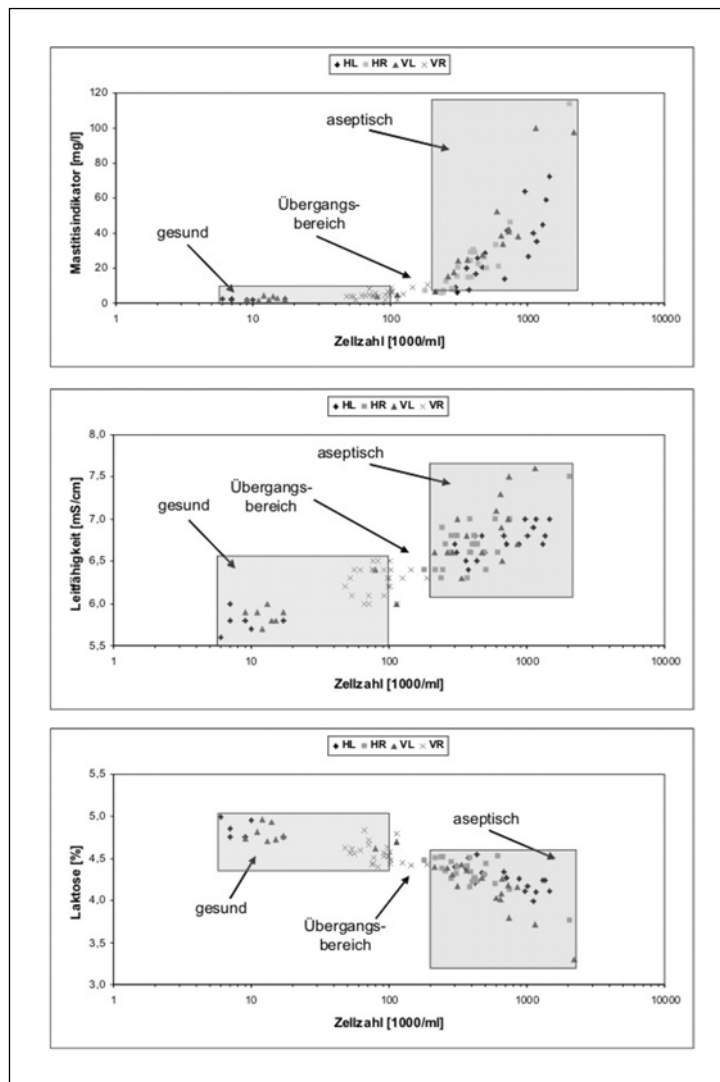 HL HR VL VR
120
100
80
60
40
20
0
Mastitisindikator [mg/l]
aseptisch
Übergangs-
bereich
gesund
1 10 100 1000 10000
Zellzahl [1000/ml]
HL HR VL VR
8,0
7,5
7,0
6,5
6,0
5,5
Leitfähigkeit [mS/cm]
aseptisch
Übergangs-
bereich
gesund
1 10 100 1000 10000
Zellzahl [1000/ml]
HL HR VL VR
5,5
5,0
4,5
4,0
3,5
3,0
Laktose [%]
aseptisch
gesund
Übergangs-
bereich
1 10 100 1000 10000
Zellzahl [1000/ml]